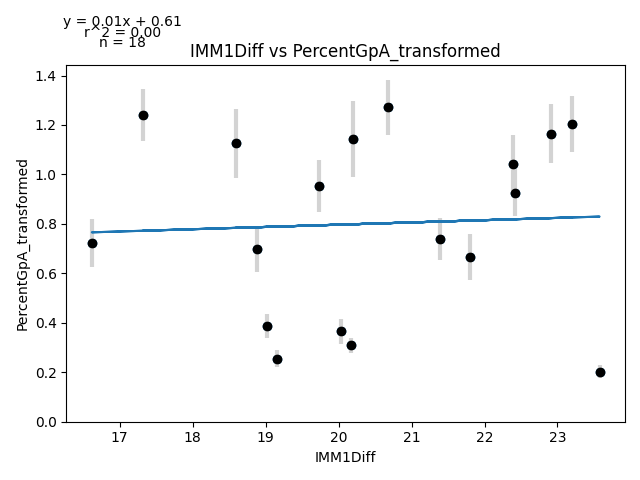 y = 0.01x + 0.61
r^2 = 0.00
n = 18
IMM1Diff vs PercentGpA_transformed
PercentGpA_transformed
1.4
1.2
1.0
0.8
0.6
0.4
0.2
0.0
17 18 19 20 21 22 23
IMM1Diff